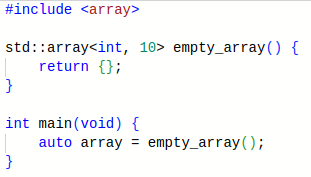 #include <array>
std::array<int, 10> empty_array() {
    return {};
}
int main(void) {
    auto array = empty_array();
}